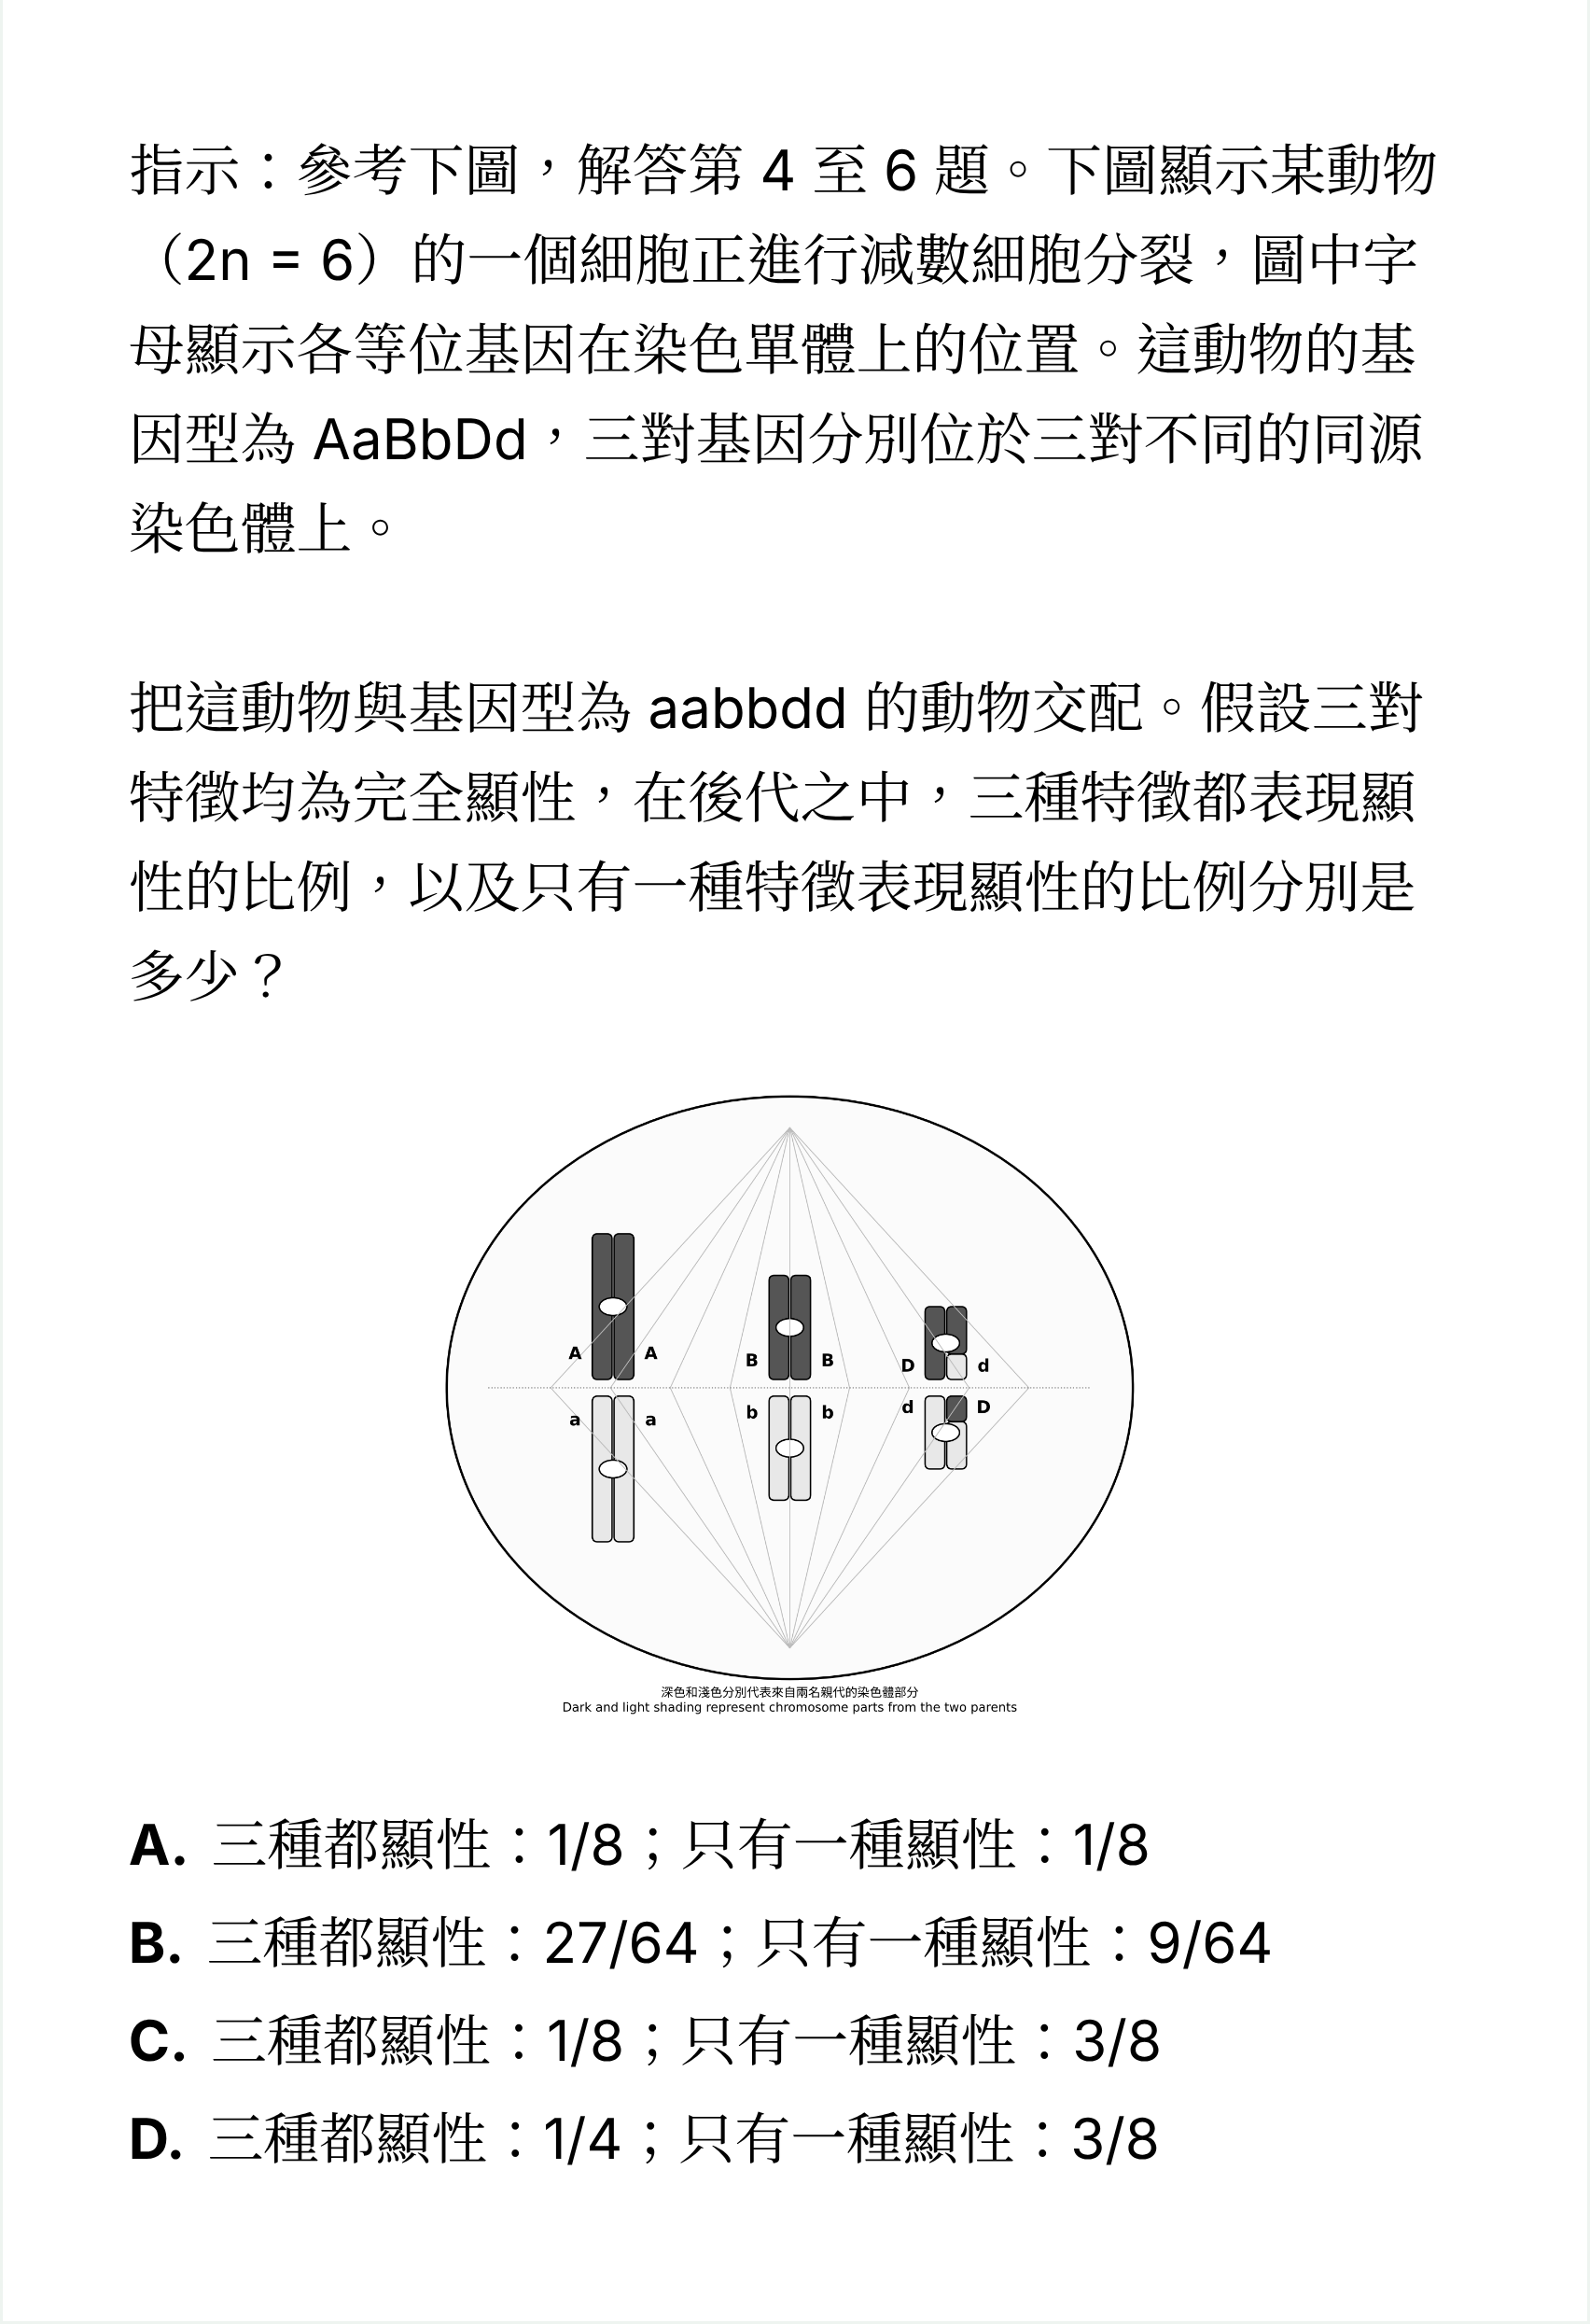 指示：參考下圖，解答第 4 至 6 題。下圖顯示某動物
（2n = 6）的一個細胞正進行減數細胞分裂，圖中字
母顯示各等位基因在染色單體上的位置。這動物的基
因型為 AaBbDd，三對基因分別位於三對不同的同源
染色體上。
把這動物與基因型為 aabbdd 的動物交配。假設三對
特徵均為完全顯性，在後代之中，三種特徵都表現顯
性的比例，以及只有一種特徵表現顯性的比例分別是
多少？
A A B B D d
a a b b d D
深色和淺色分別代表來自兩名親代的染色體部分
Dark and light shading represent chromosome parts from the two parents
A. 三種都顯性：1/8；只有一種顯性：1/8
B. 三種都顯性：27/64；只有一種顯性：9/64
C. 三種都顯性：1/8；只有一種顯性：3/8
D. 三種都顯性：1/4；只有一種顯性：3/8